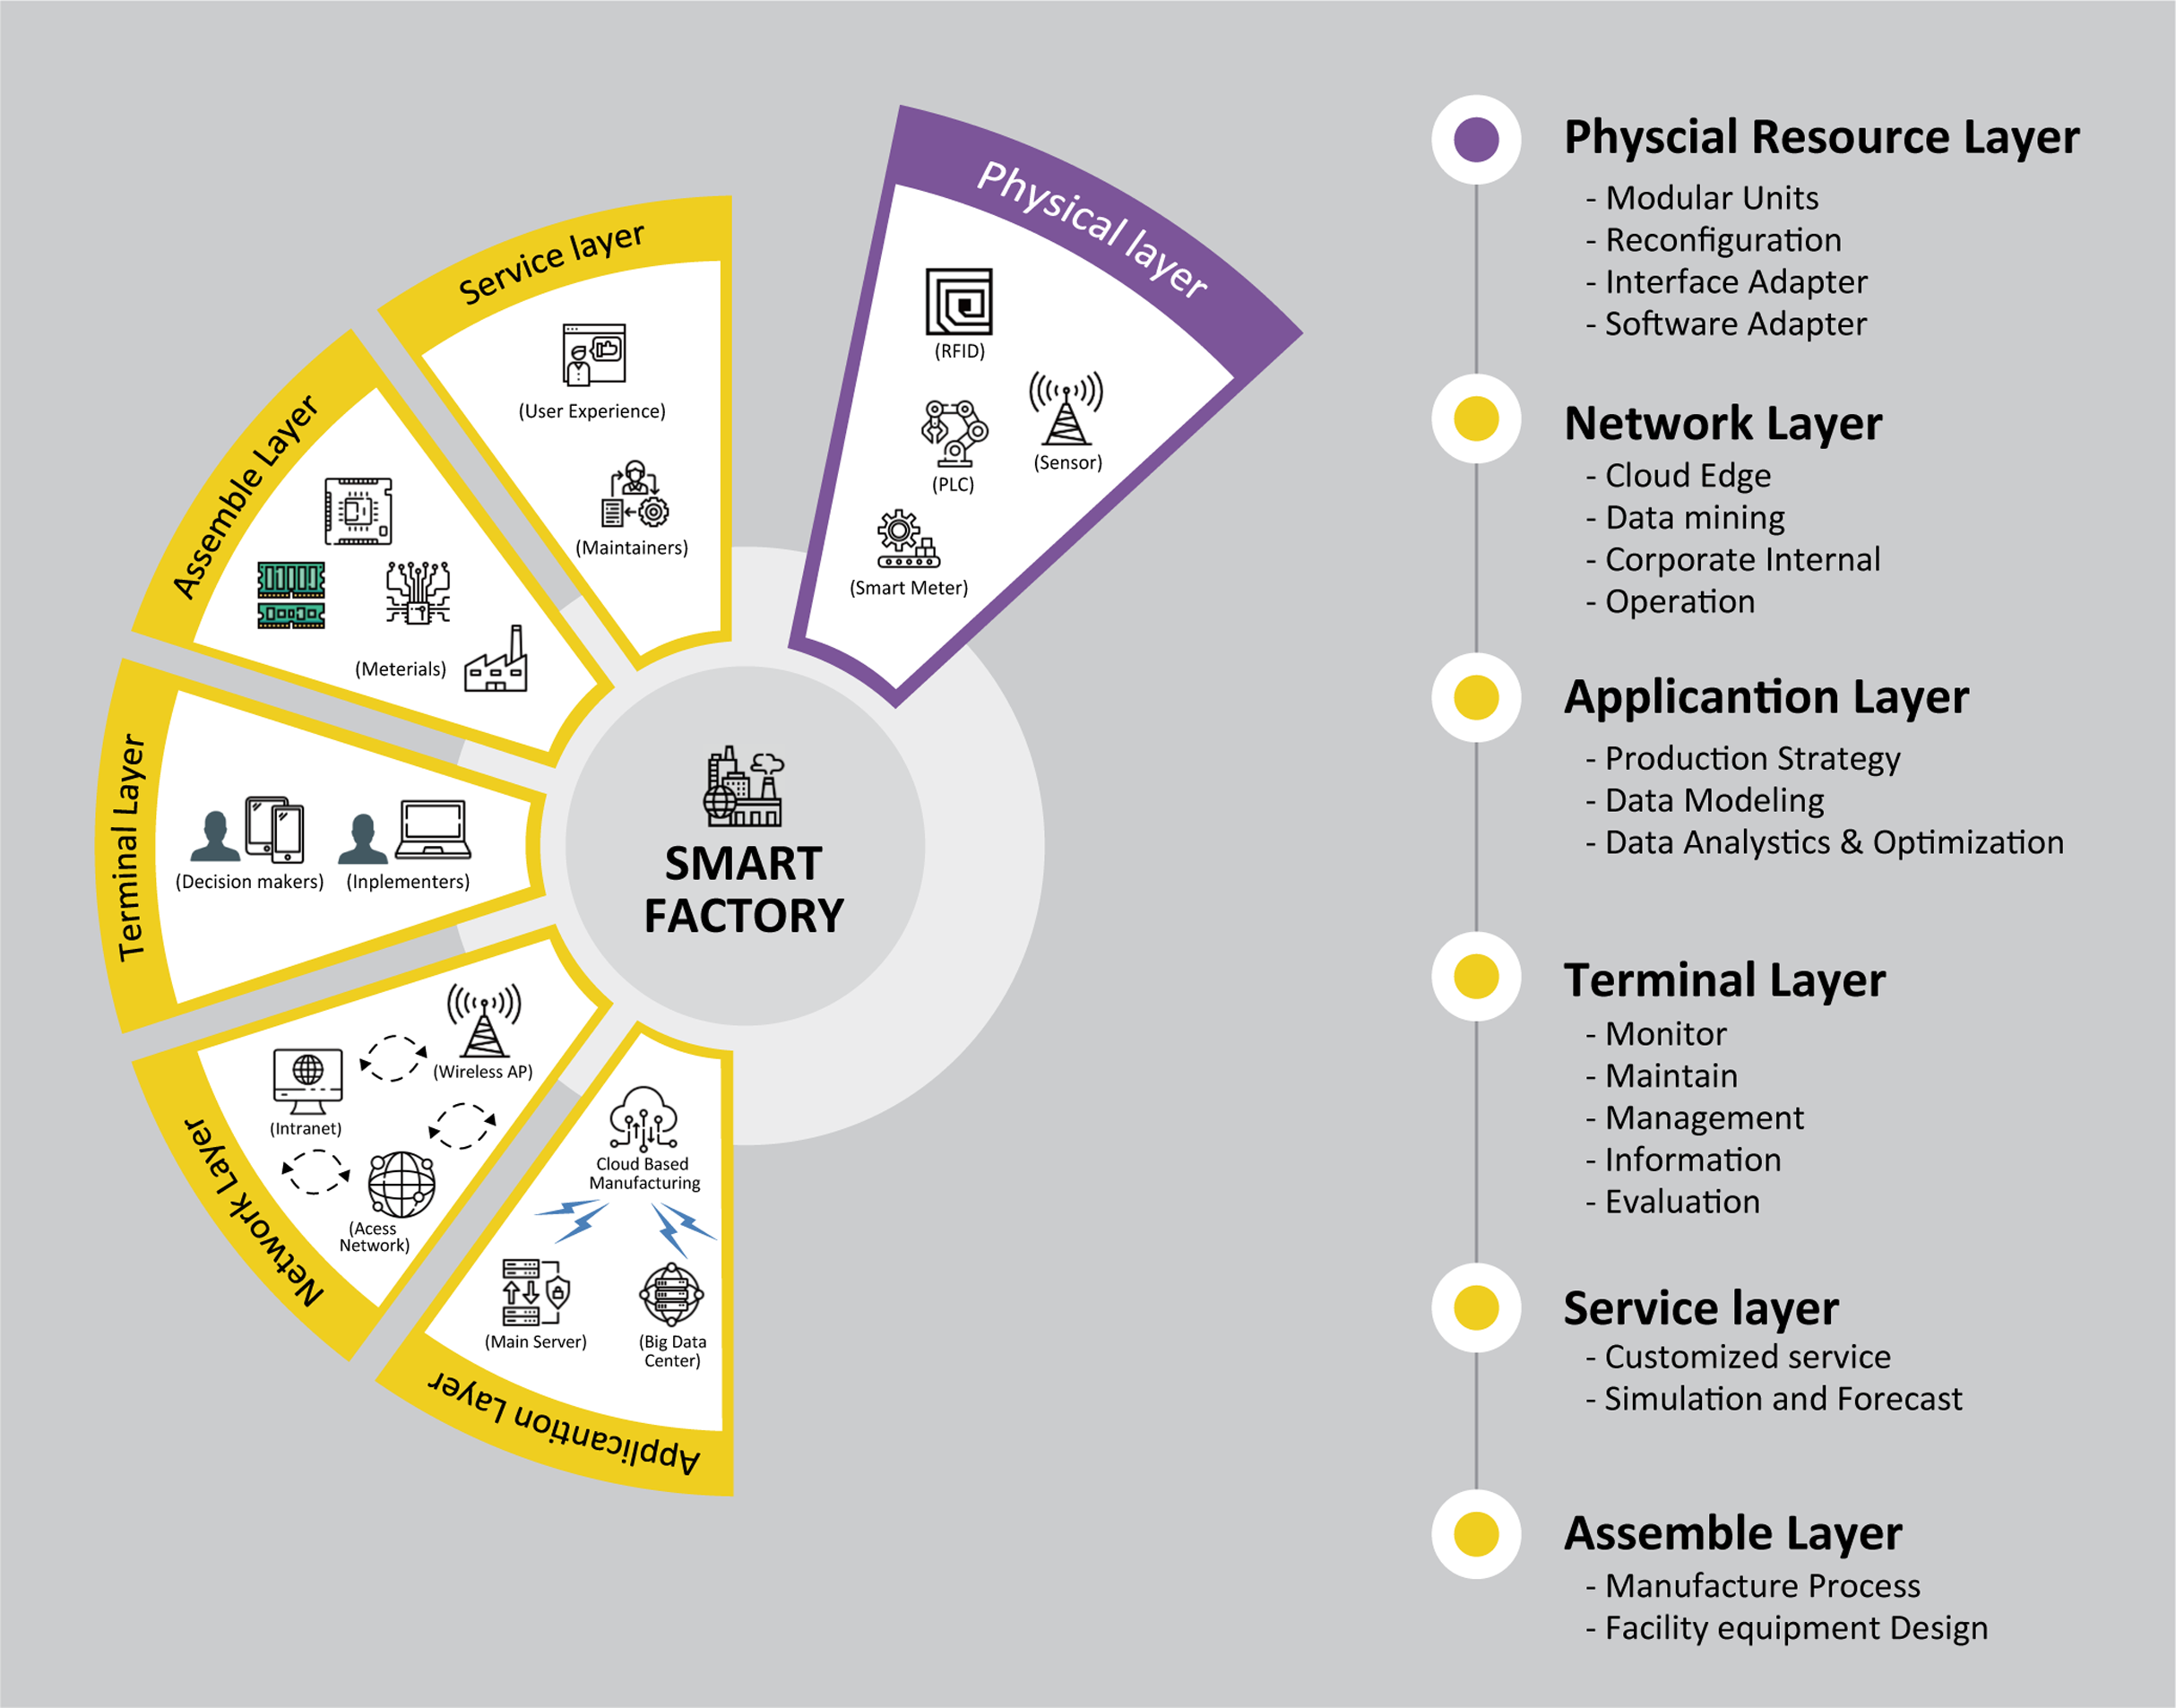 Service layer
(User Experience)
(Maintainers)
Physical layer
(RFID)
(Sensor)
(PLC)
(Smart Meter)
Assemble Layer
(Meterials)
Terminal Layer
(Decision makers)
(Inplementers)
Network Layer
(Wireless AP)
(Intranet)
(Acess
Network)
Applicantion Layer
Cloud Based
Manufacturing
(Main Server)
(Big Data
Center)
SMART
FACTORY
Physcial Resource Layer
- Modular Units
- Reconfiguration
- Interface Adapter
- Software Adapter
Network Layer
- Cloud Edge
- Data mining
- Corporate Internal
- Operation
Applicantion Layer
- Production Strategy
- Data Modeling
- Data Analystics & Optimization
Terminal Layer
- Monitor
- Maintain
- Management
- Information
- Evaluation
Service layer
- Customized service
- Simulation and Forecast
Assemble Layer
- Manufacture Process
- Facility equipment Design